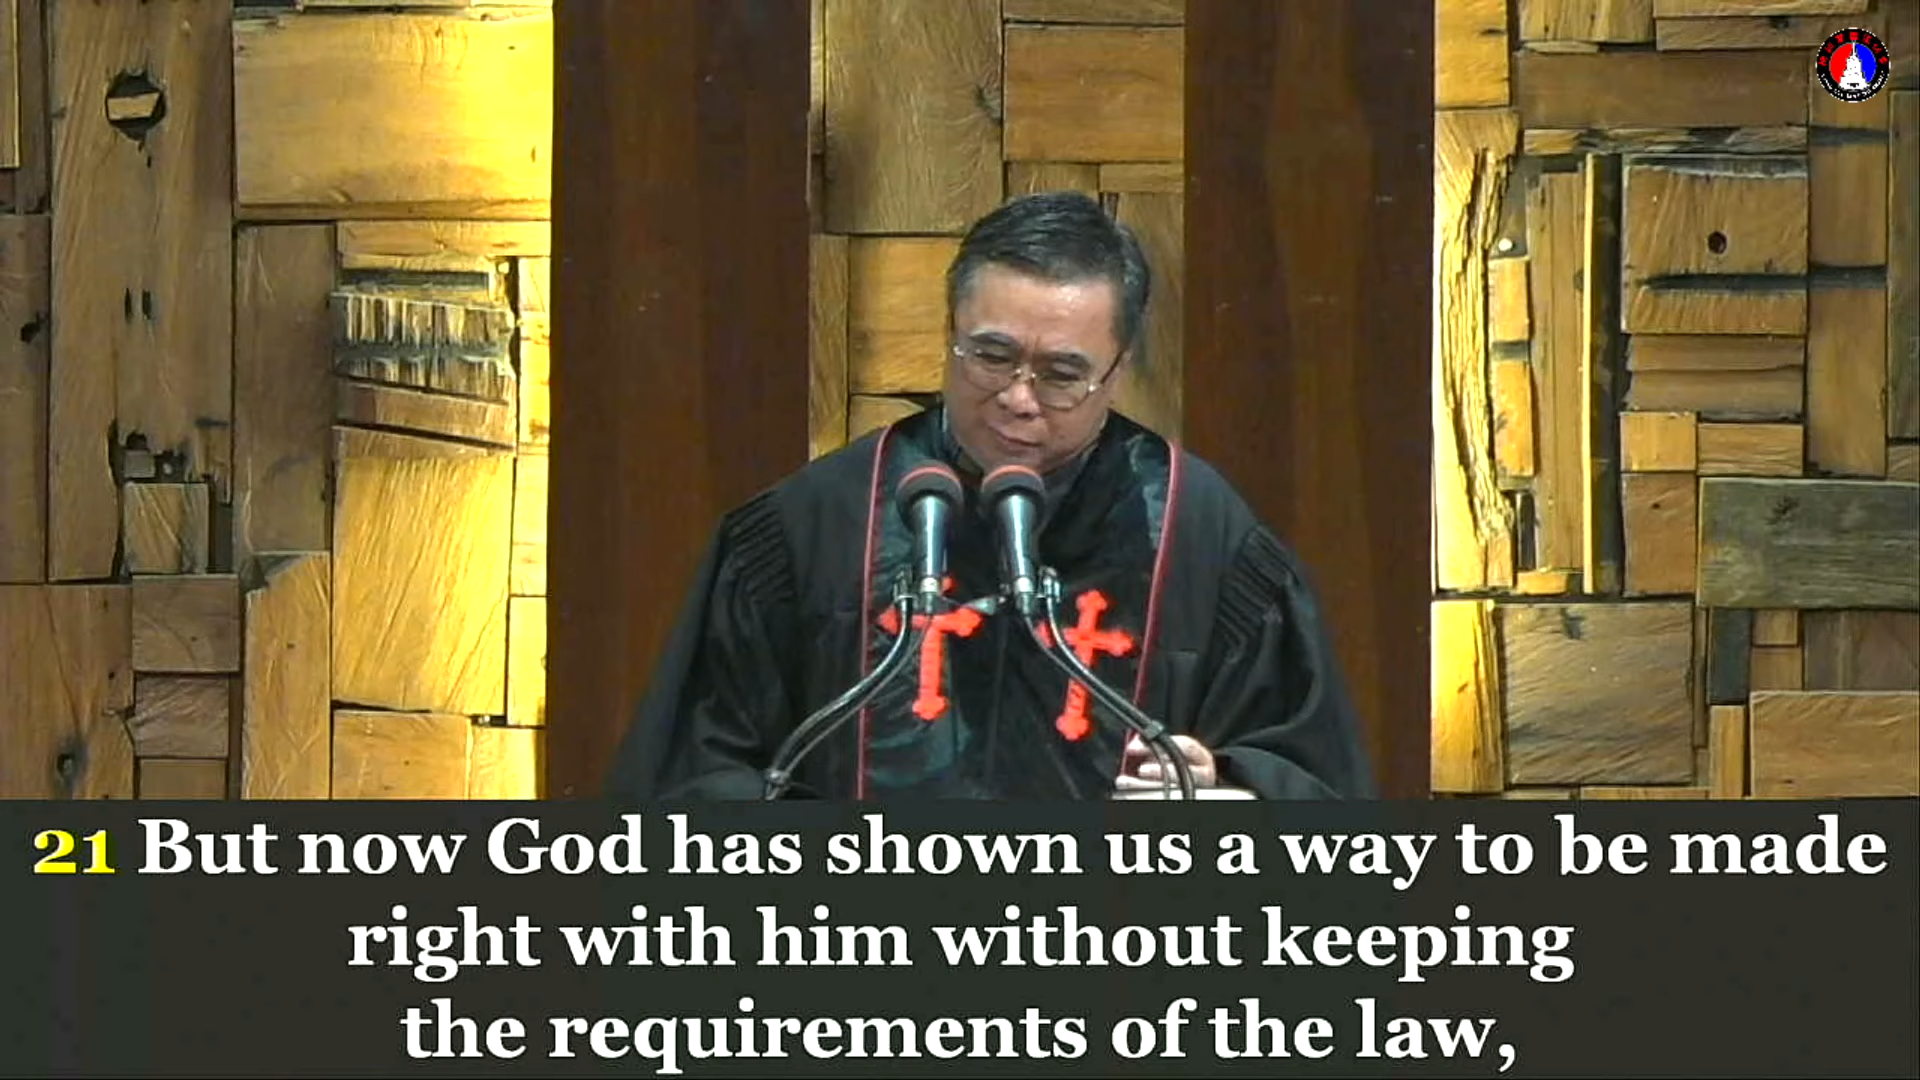 21 But now God has shown us a way to be made
right with him without keeping
the requirements of the law,